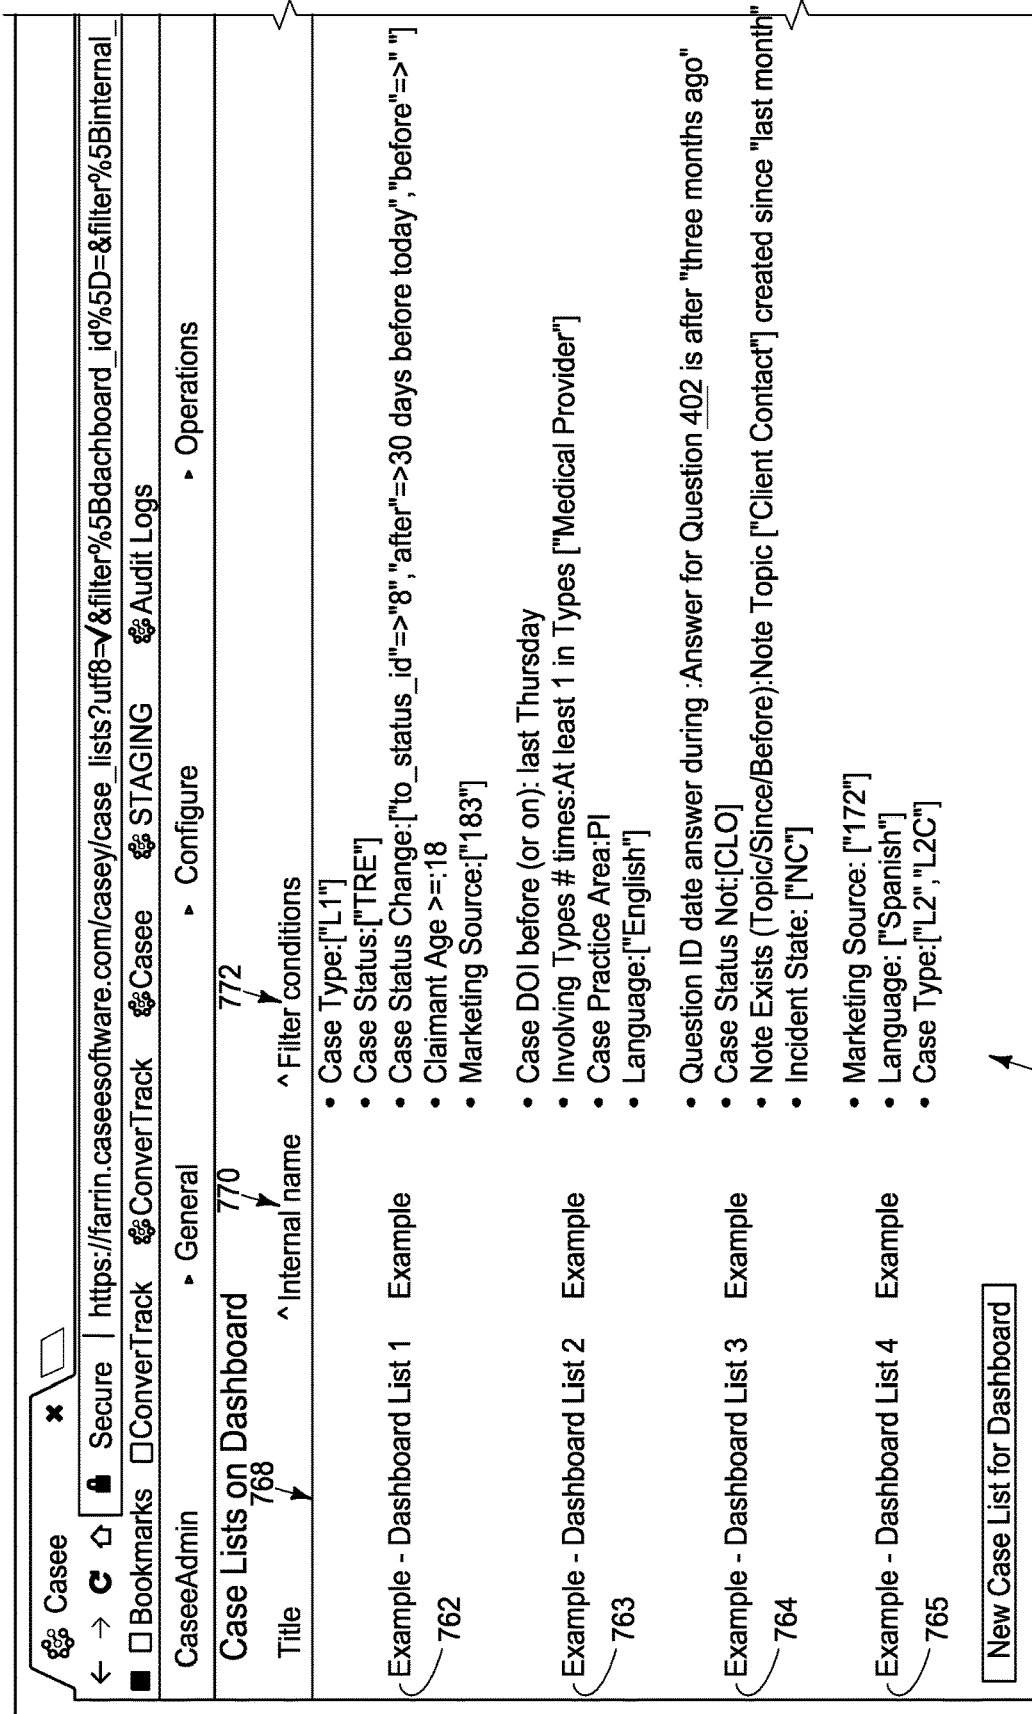 Casee ×
Secure | https://farrin.caseesoftware.com/casey/case_lists?utf8=✓&filter%5Bdachboard_id%5D=&filter%5Binternal_
Bookmarks ConverTrack ConverTrack Casee STAGING Audit Logs
CaseeAdmin General Configure Operations
Case Lists on Dashboard
768 770 772
Title ^Internal name ^Filter conditions
• Case Type:["L1"]
• Case Status:["TRE"]
Example - Dashboard List 1 Example • Case Status Change:["to_status_id"=>"8","after"=>30 days before today","before"=>" "]
762 • Claimant Age >=:18
• Marketing Source:["183"]
• Case DOI before (or on): last Thursday
Example - Dashboard List 2 Example • Involving Types # times:At least 1 in Types ["Medical Provider"]
763 • Case Practice Area:PI
• Language:["English"]
• Question ID date answer during :Answer for Question 402 is after "three months ago"
• Case Status Not:[CLO]
Example - Dashboard List 3 Example • Note Exists (Topic/Since/Before):Note Topic ["Client Contact"] created since "last month"
764 • Incident State: ["NC"]
• Marketing Source: ["172"]
Example - Dashboard List 4 Example • Language: ["Spanish"]
765 • Case Type:["L2","L2C"]
New Case List for Dashboard